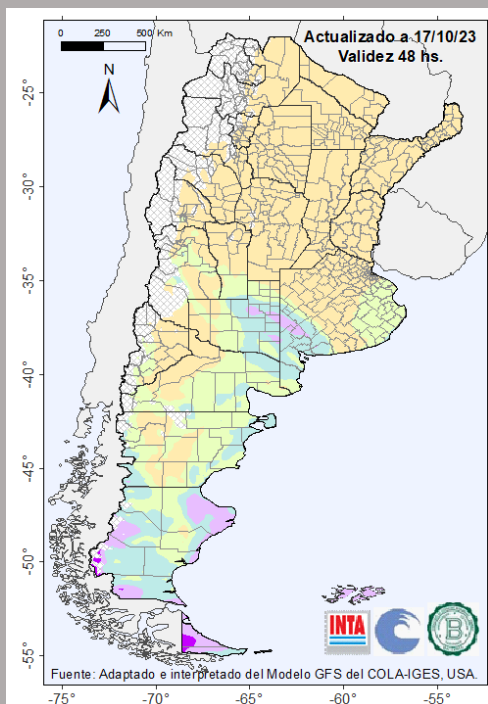 0 250 500 Km
Actualizado a 17/10/23
Validez 48 hs.
N
-25°
-30°
-35°
-40°
-45°
-50°
-55°
INTA
B
Fuente: Adaptado e interpretado del Modelo GFS del COLA-IGES, USA.
-75° -70° -65° -60° -55°